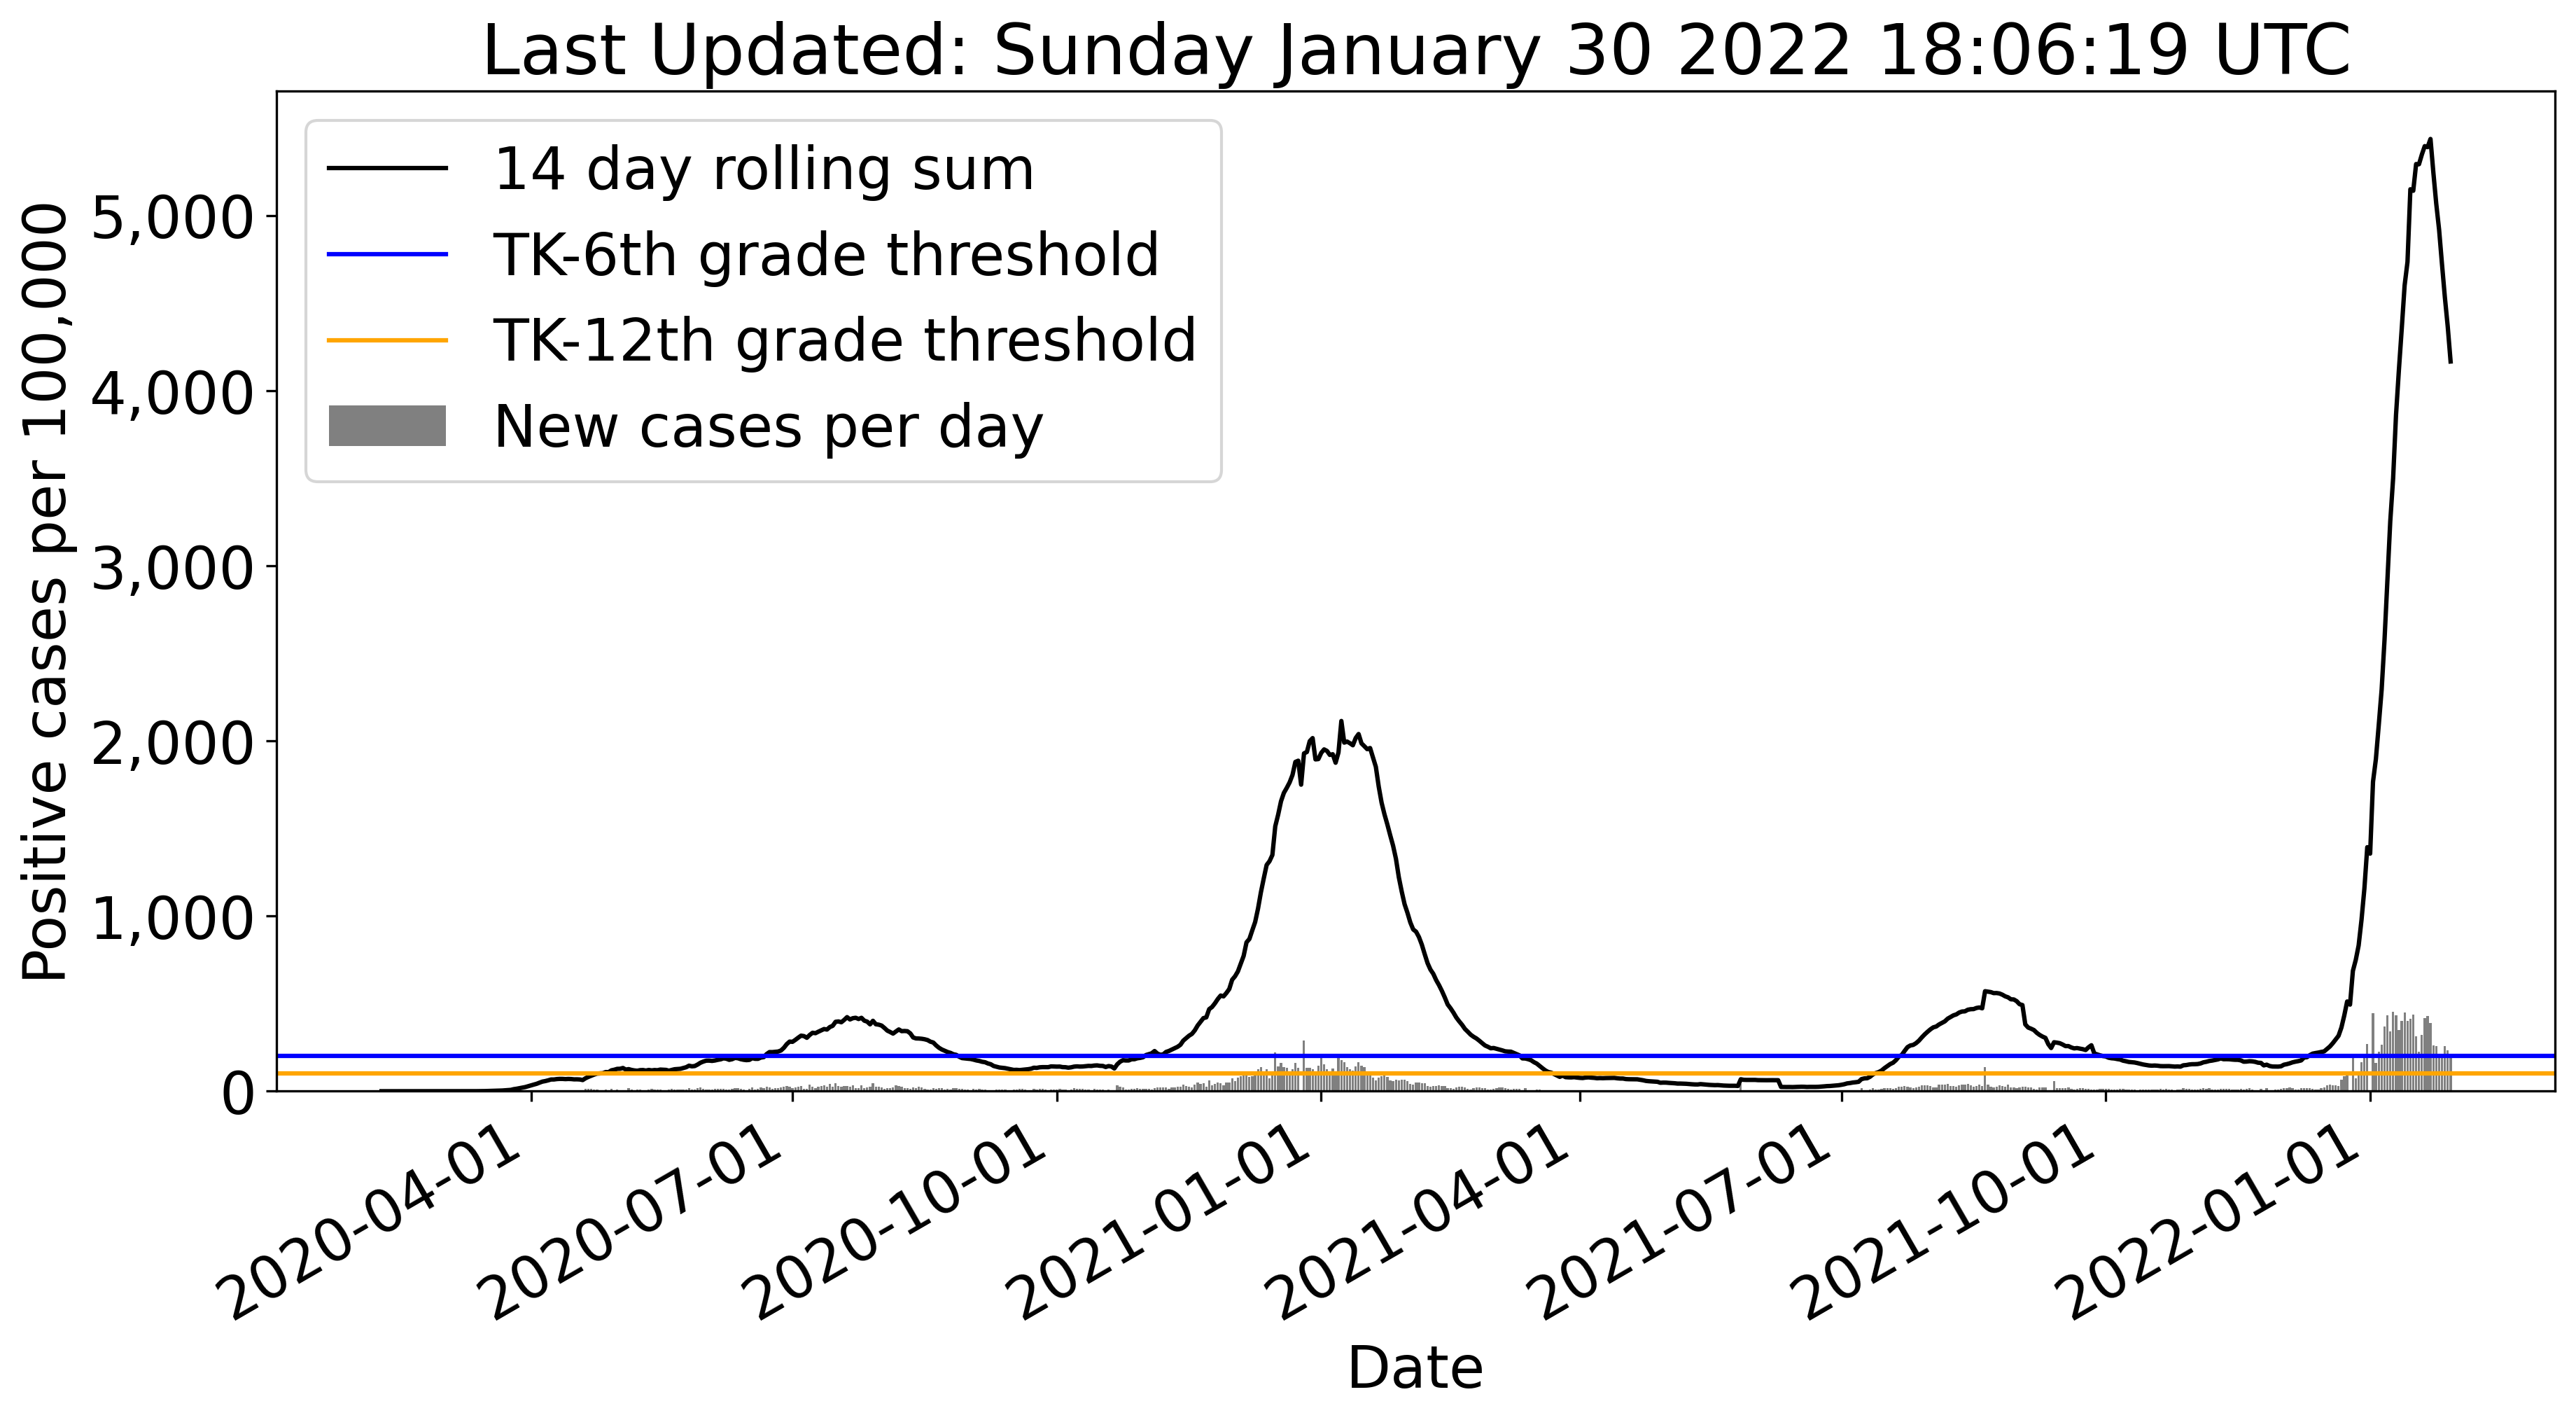 Last Updated: Sunday January 30 2022 18:06:19 UTC
14 day rolling sum
TK-6th grade threshold
TK-12th grade threshold
New cases per day
Positive cases per 100,000
5,000
4,000
3,000
2,000
1,000
0
2020-04-01
2020-07-01
2020-10-01
2021-01-01
2021-04-01
2021-07-01
2021-10-01
2022-01-01
Date